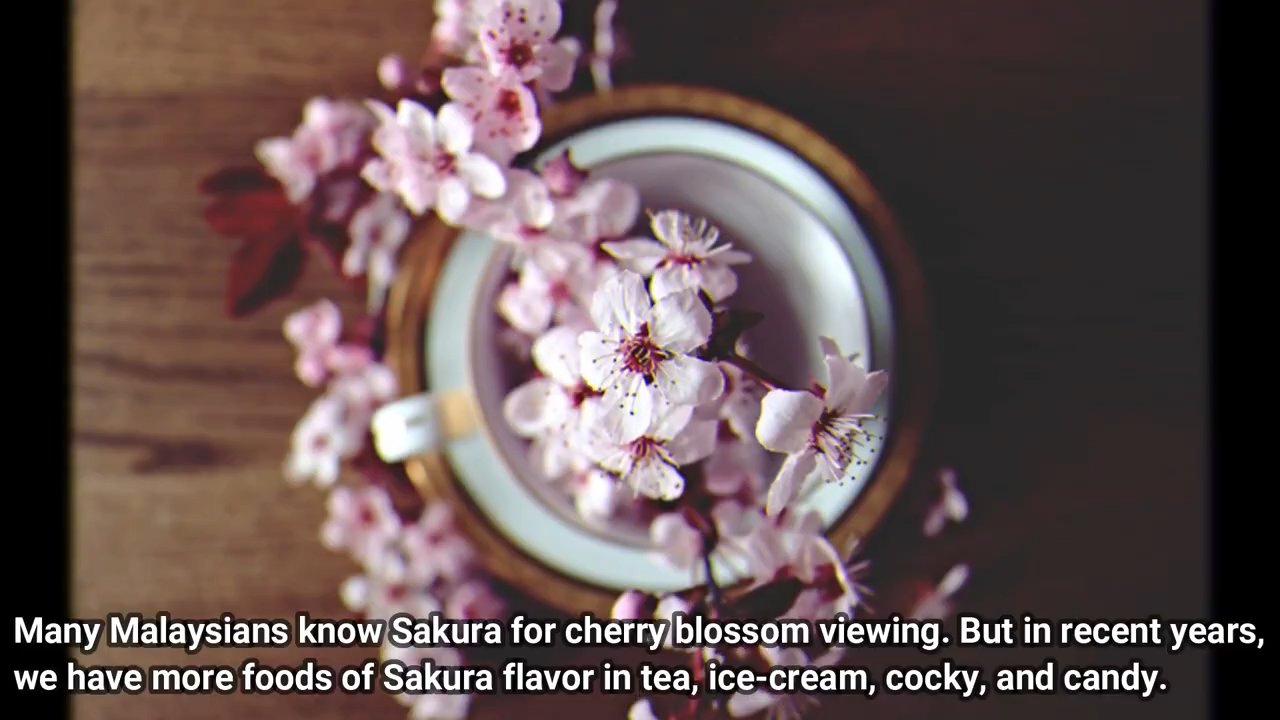 Many Malaysians know Sakura for cherry blossom viewing. But in recent years,
we have more foods of Sakura flavor in tea, ice-cream, cocky, and candy.